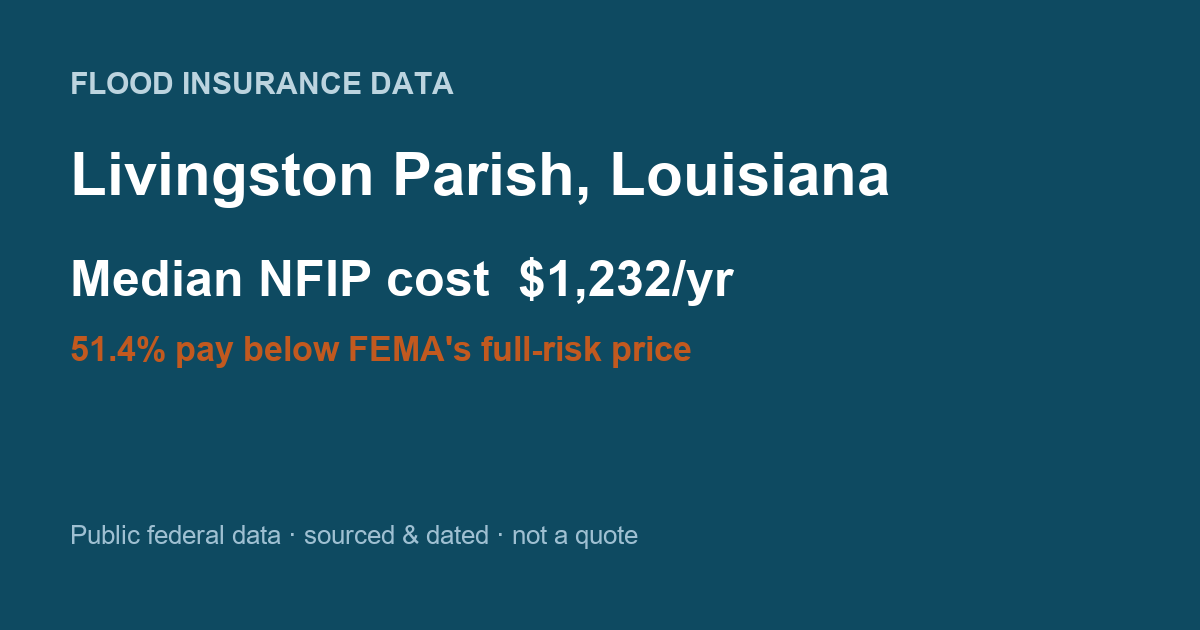 FLOOD INSURANCE DATA
Livingston Parish, Louisiana
Median NFIP cost  $1,232/yr
51.4% pay below FEMA's full-risk price
Public federal data · sourced & dated · not a quote